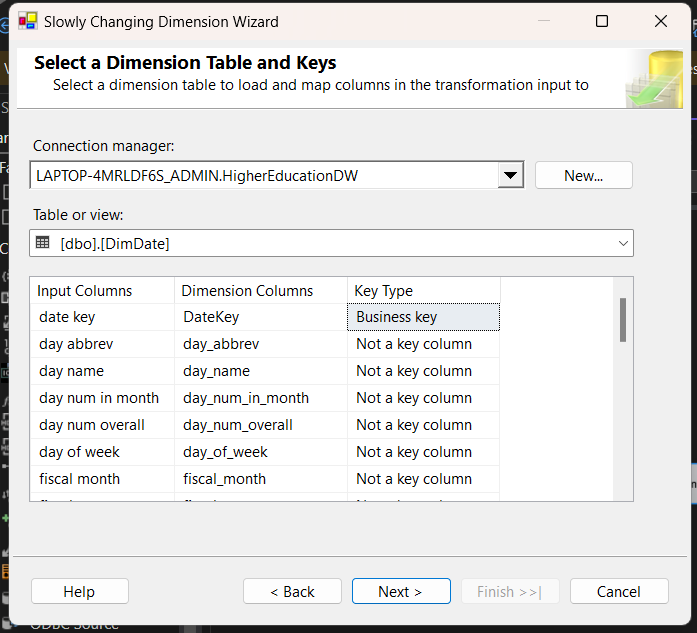 Slowly Changing Dimension Wizard
Select a Dimension Table and Keys
Select a dimension table to load and map columns in the transformation input to
Connection manager:
LAPTOP-4MRLDF6S_ADMIN.HigherEducationDW
New...
Table or view:
[dbo].[DimDate]
Input Columns Dimension Columns Key Type
date key DateKey Business key
day abbrev day_abbrev Not a key column
day name day_name Not a key column
day num in month day_num_in_month Not a key column
day num overall day_num_overall Not a key column
day of week day_of_week Not a key column
fiscal month fiscal_month Not a key column
Help < Back Next > Finish >>| Cancel
ODBC Source